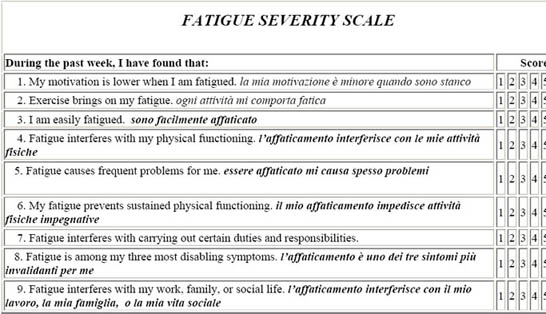 FATIGUE SEVERITY SCALE
During the past week, I have found that: Score
1. My motivation is lower when I am fatigued. la mia motivazione è minore quando sono stanco 1 2 3 4 5
2. Exercise brings on my fatigue. ogni attività mi comporta fatica 1 2 3 4 5
3. I am easily fatigued. sono facilmente affaticato 1 2 3 4 5
4. Fatigue interferes with my physical functioning. l'affaticamento interferisce con le mie attività
fisiche 1 2 3 4 5
5. Fatigue causes frequent problems for me. essere affaticato mi causa spesso problemi 1 2 3 4 5
6. My fatigue prevents sustained physical functioning. il mio affaticamento impedisce attività
fisiche impegnative 1 2 3 4 5
7. Fatigue interferes with carrying out certain duties and responsibilities. 1 2 3 4 5
8. Fatigue is among my three most disabling symptoms. l'affaticamento è uno dei tre sintomi più
invalidanti per me 1 2 3 4 5
9. Fatigue interferes with my work, family, or social life. l'affaticamento interferisce con il mio
lavoro, la mia famiglia, o la mia vita sociale 1 2 3 4 5